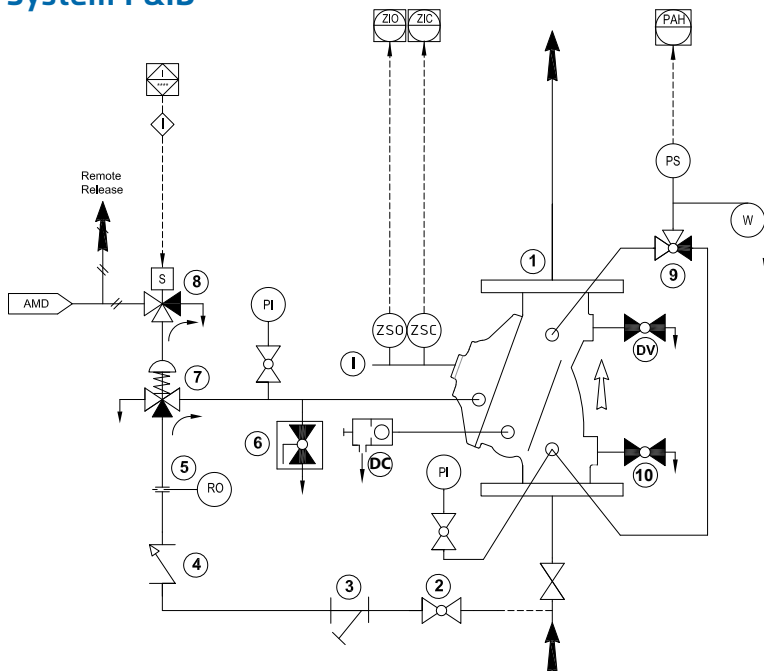 System P&ID
ZIO
ZIC
PAH
I
****
I
Remote
Release
PS
W
S
8
AMD
PI
1
9
ZSO
ZSC
I
DV
7
6
DC
5
RO
PI
10
4
3
2